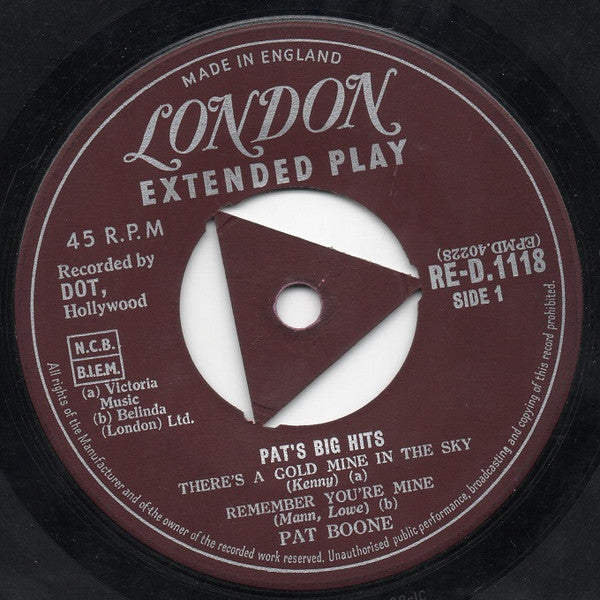 MADE IN ENGLAND
LONDON
EXTENDED PLAY
45 R.P.M
Recorded by
DOT,
Hollywood
(EPMD.40228)
RE-D.1118
SIDE 1
N.C.B.
B.I.E.M.
(a) Victoria
Music
(b) Belinda
(London) Ltd.
PAT'S BIG HITS
THERE'S A GOLD MINE IN THE SKY
(Kenny) (a)
REMEMBER YOU'RE MINE
(Mann, Lowe) (b)
PAT BOONE
All rights of the Manufacturer and of the owner of the recorded work reserved. Unauthorised public performance, broadcasting and copying of this record prohibited.